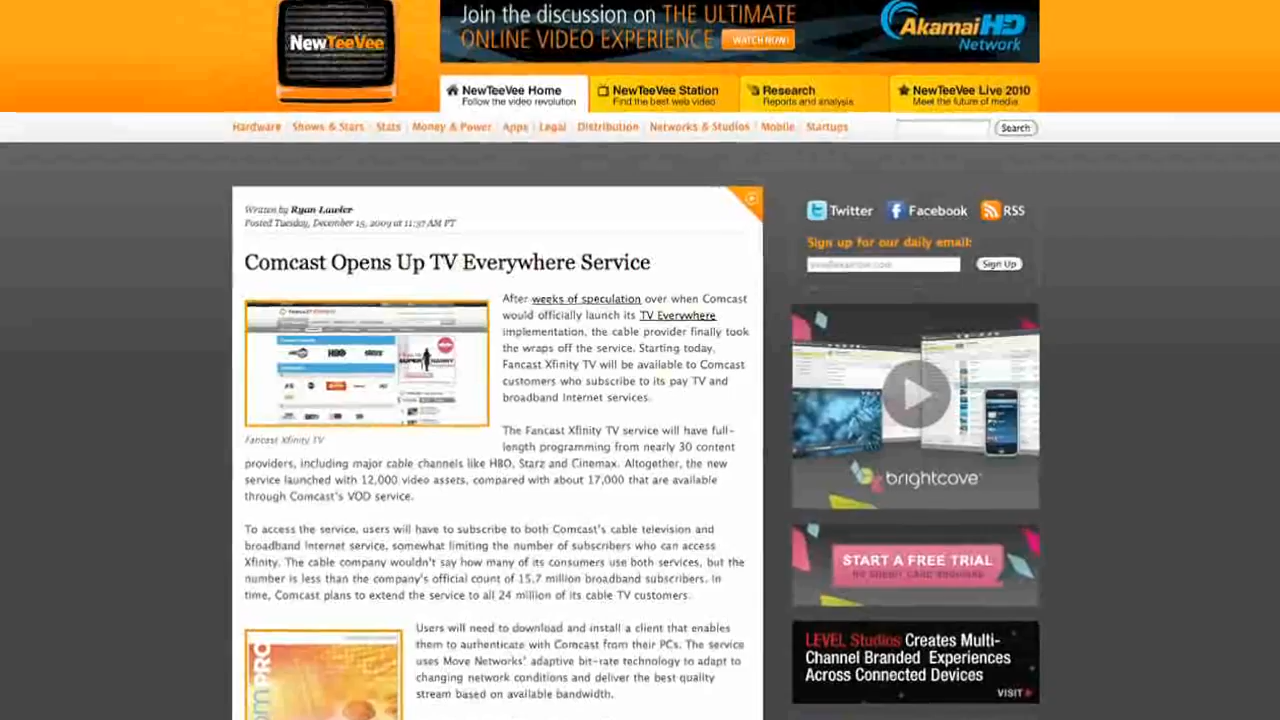 Join the discussion on THE ULTIMATE
ONLINE VIDEO EXPERIENCE WATCH NOW!
Akamai HD
Network
NewTeeVee
NewTeeVee Home
Follow the video revolution
NewTeeVee Station
Find the best web video
Research
Reports and analysis
NewTeeVee Live 2010
Meet the future of media
Hardware Shows & Stars Stats Money & Power Apps Legal Distribution Networks & Studios Mobile Startups Search
Written by Ryan Lawler
Posted Tuesday, December 15, 2009 at 11:37 AM PT
Comcast Opens Up TV Everywhere Service
After weeks of speculation over when Comcast
would officially launch its TV Everywhere
implementation, the cable provider finally took
the wraps off the service. Starting today,
Fancast Xfinity TV will be available to Comcast
customers who subscribe to its pay TV and
broadband Internet services.
Fancast Xfinity TV
The Fancast Xfinity TV service will have full-
length programming from nearly 30 content
providers, including major cable channels like HBO, Starz and Cinemax. Altogether, the new
service launched with 12,000 video assets, compared with about 17,000 that are available
through Comcast's VOD service.
To access the service, users will have to subscribe to both Comcast's cable television and
broadband Internet service, somewhat limiting the number of subscribers who can access
Xfinity. The cable company wouldn't say how many of its consumers use both services, but the
number is less than the company's official count of 15.7 million broadband subscribers. In
time, Comcast plans to extend the service to all 24 million of its cable TV customers.
Users will need to download and install a client that enables
them to authenticate with Comcast from their PCs. The service
uses Move Networks' adaptive bit-rate technology to adapt to
changing network conditions and deliver the best quality
stream based on available bandwidth.
omPRO
Twitter Facebook RSS
Sign up for our daily email:
Sign Up
brightcove
START A FREE TRIAL
NO CREDIT CARD REQUIRED
LEVEL Studios Creates Multi-
Channel Branded Experiences
Across Connected Devices
VISIT